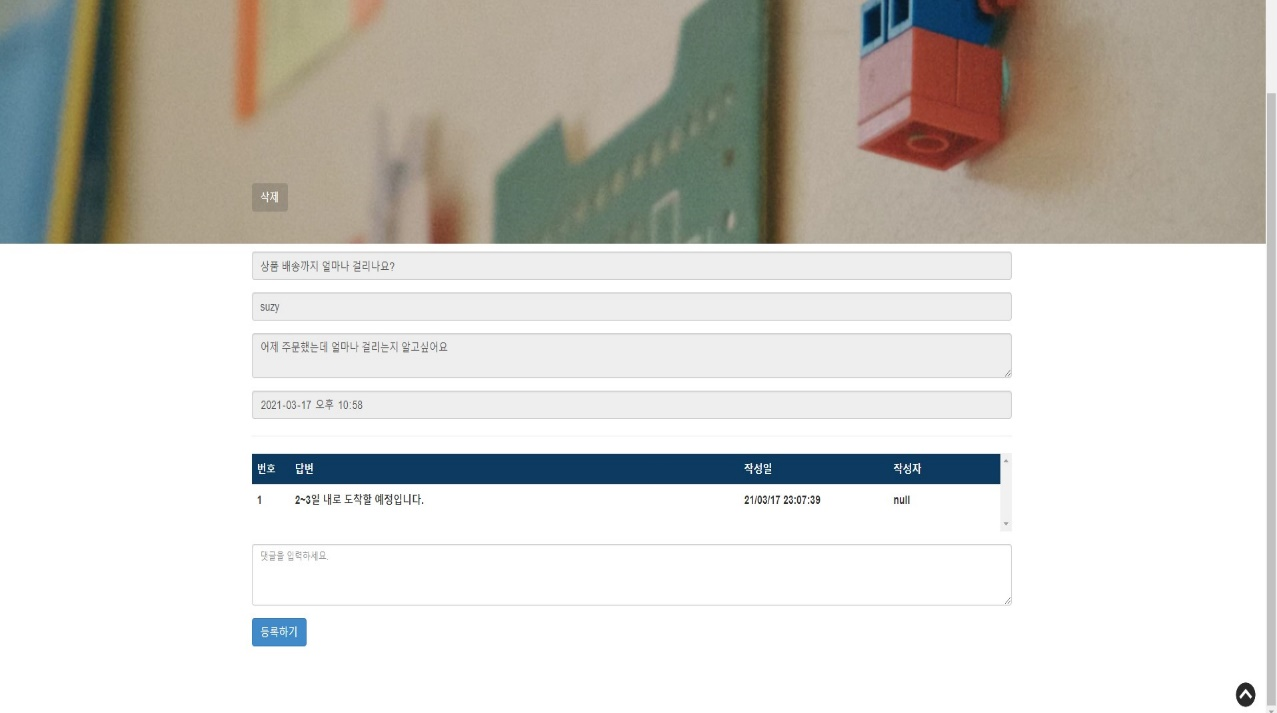 삭제
상품 배송까지 얼마나 걸리나요?
suzy
어제 주문했는데 얼마나 걸리는지 알고싶어요
2021-03-17 오후 10:58
번호 답변 작성일 작성자
1 2~3일 내로 도착할 예정입니다. 21/03/17 23:07:39 null
댓글을 입력하세요.
등록하기